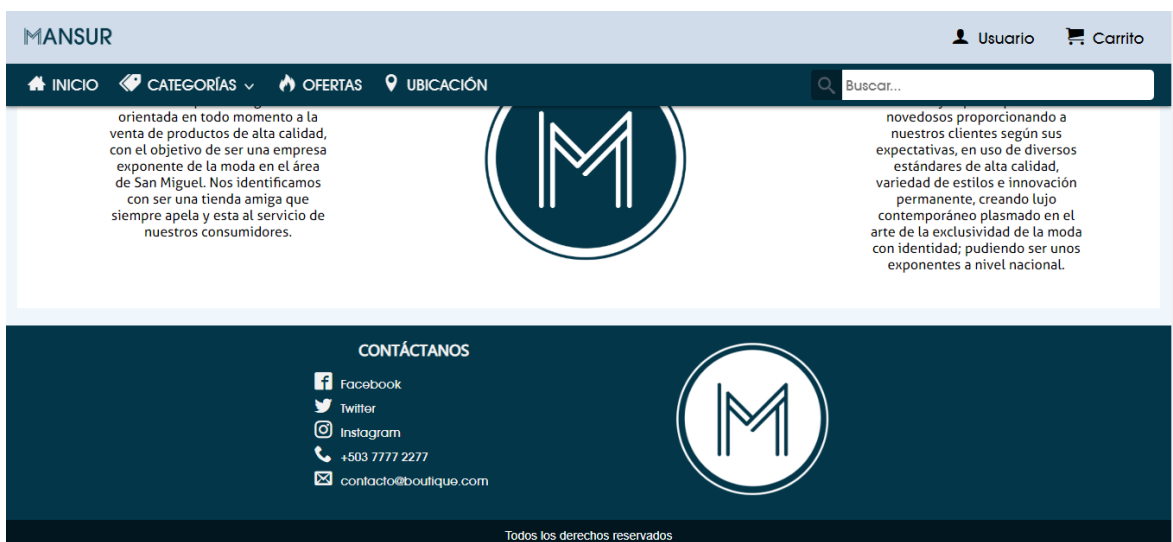 MANSUR
Usuario
Carrito
INICIO
CATEGORÍAS
OFERTAS
UBICACIÓN
Buscar...
orientada en todo momento a la
venta de productos de alta calidad,
con el objetivo de ser una empresa
exponente de la moda en el área
de San Miguel. Nos identificamos
con ser una tienda amiga que
siempre apela y esta al servicio de
nuestros consumidores.
M
novedosos proporcionando a
nuestros clientes según sus
expectativas, en uso de diversos
estándares de alta calidad,
variedad de estilos e innovación
permanente, creando lujo
contemporáneo plasmado en el
arte de la exclusividad de la moda
con identidad; pudiendo ser unos
exponentes a nivel nacional.
CONTÁCTANOS
Facebook
Twitter
Instagram
+503 7777 2277
contacto@boutique.com
M
Todos los derechos reservados